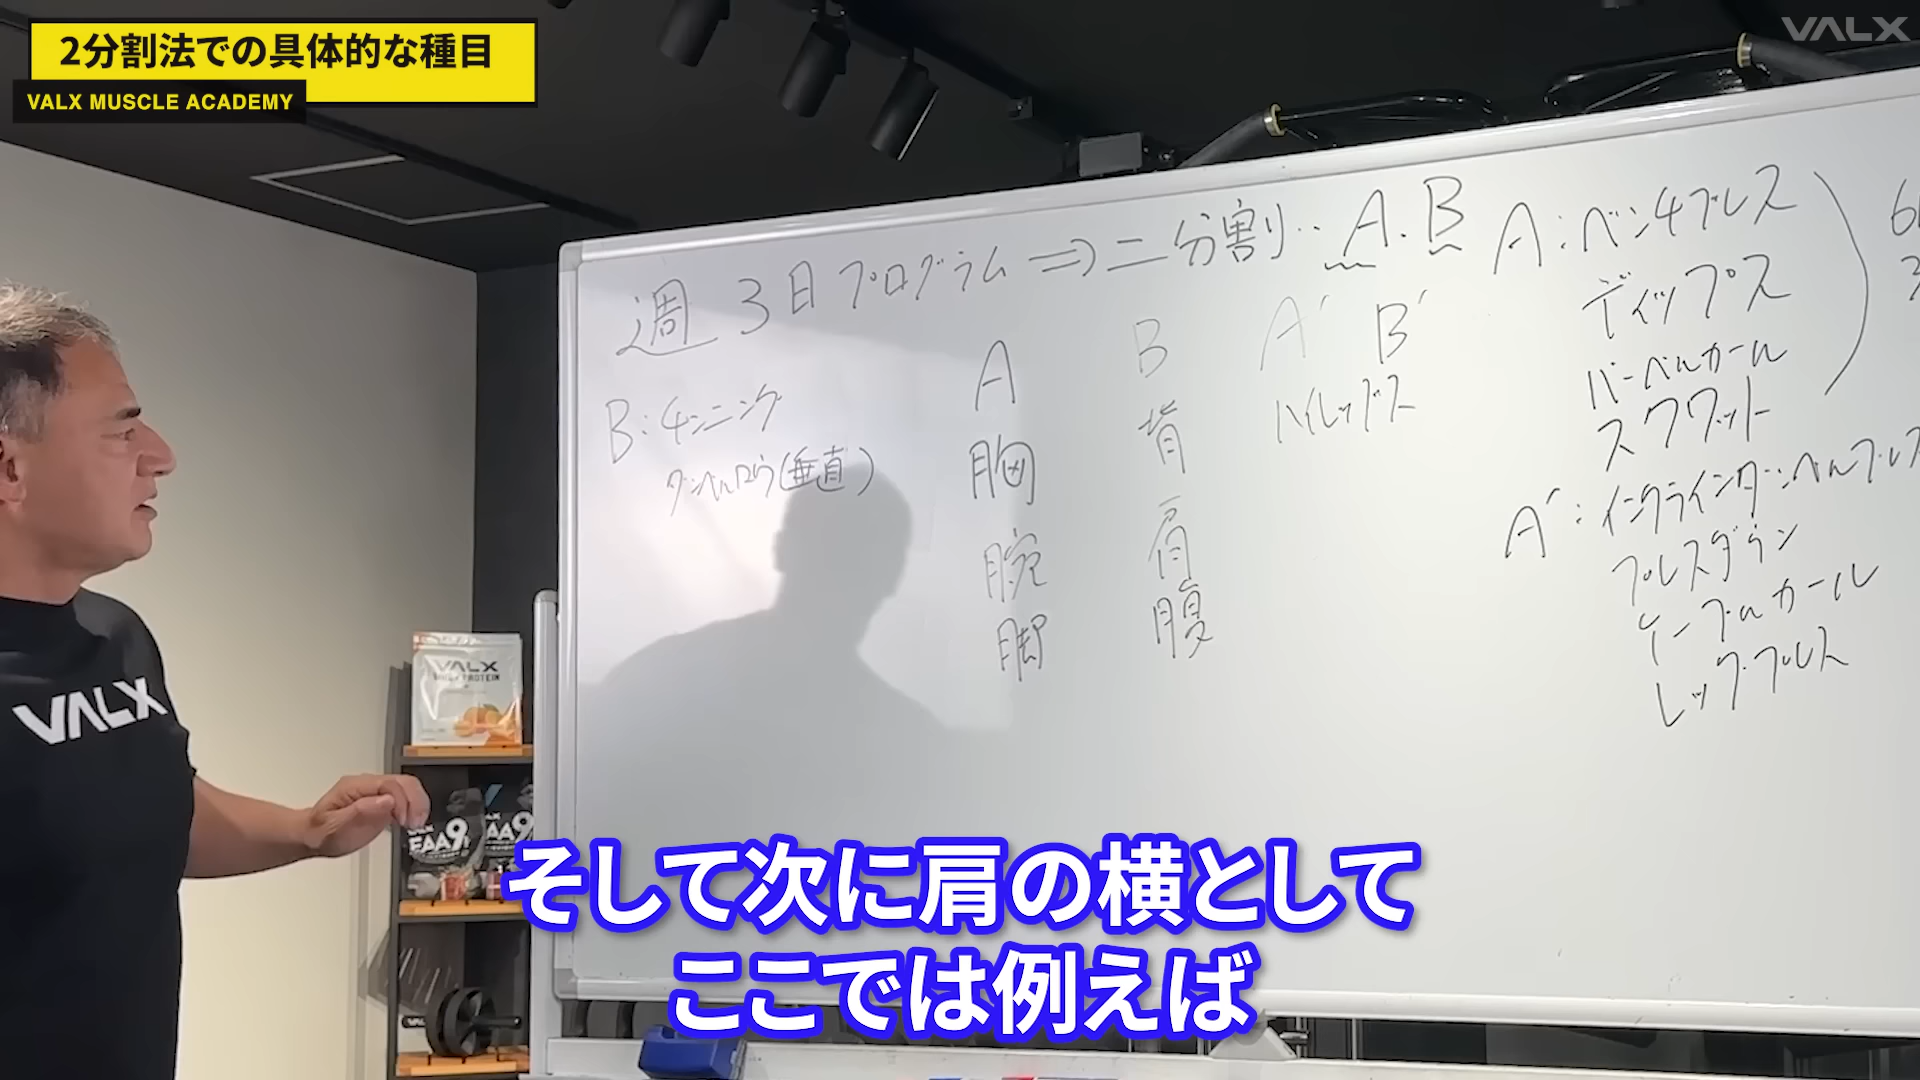 2分割法での具体的な種目
VALX MUSCLE ACADEMY
VALX
週3日プログラム⇒二分割‥A.B
A B A' B'
ハイレップス
胸 背
腕 肩
脚 腹
B:チンニング
ダンベルロウ(垂直)
A:ベンチプレス
ディップス
バーベルカール
スクワット
A':インクラインダンベルプレス
プレスダウン
ケーブルカール
レッグプレス
VALX
VALX
WHEY PROTEIN
EAA9
EAA9
そして次に肩の横として
ここでは例えば